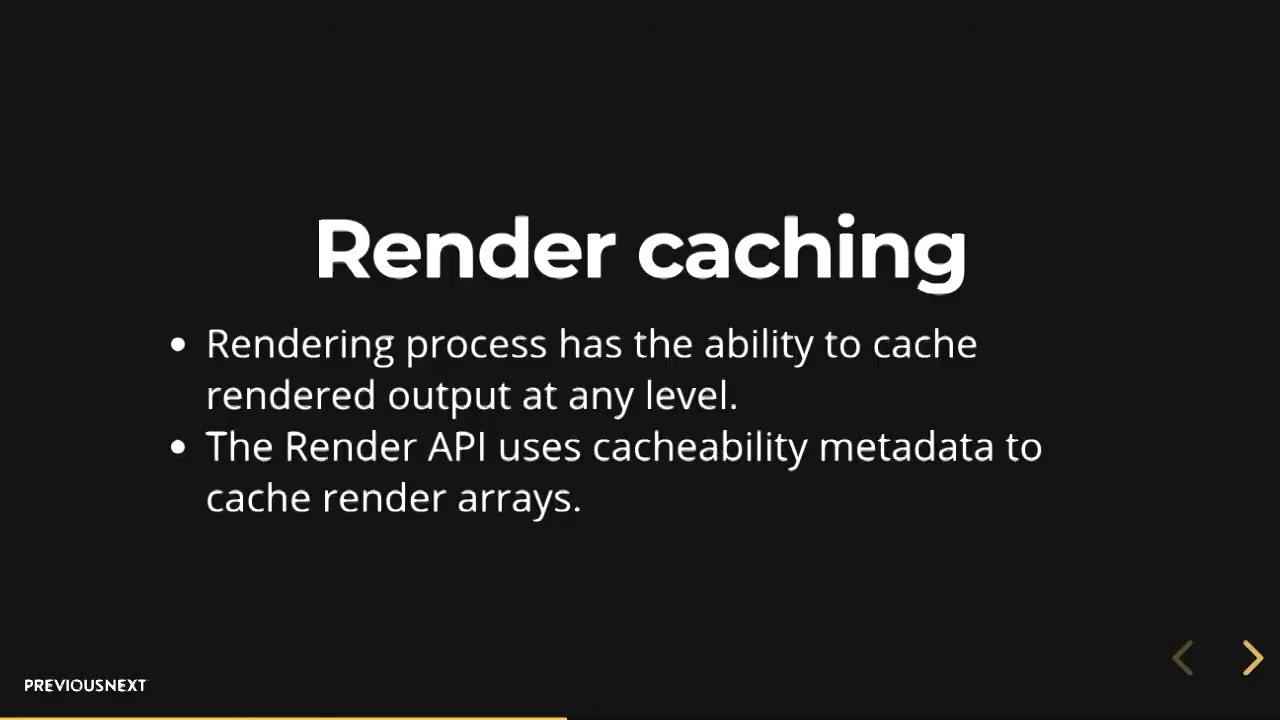 Render caching
Rendering process has the ability to cache
rendered output at any level.
The Render API uses cacheability metadata to
cache render arrays.
PREVIOUSNEXT